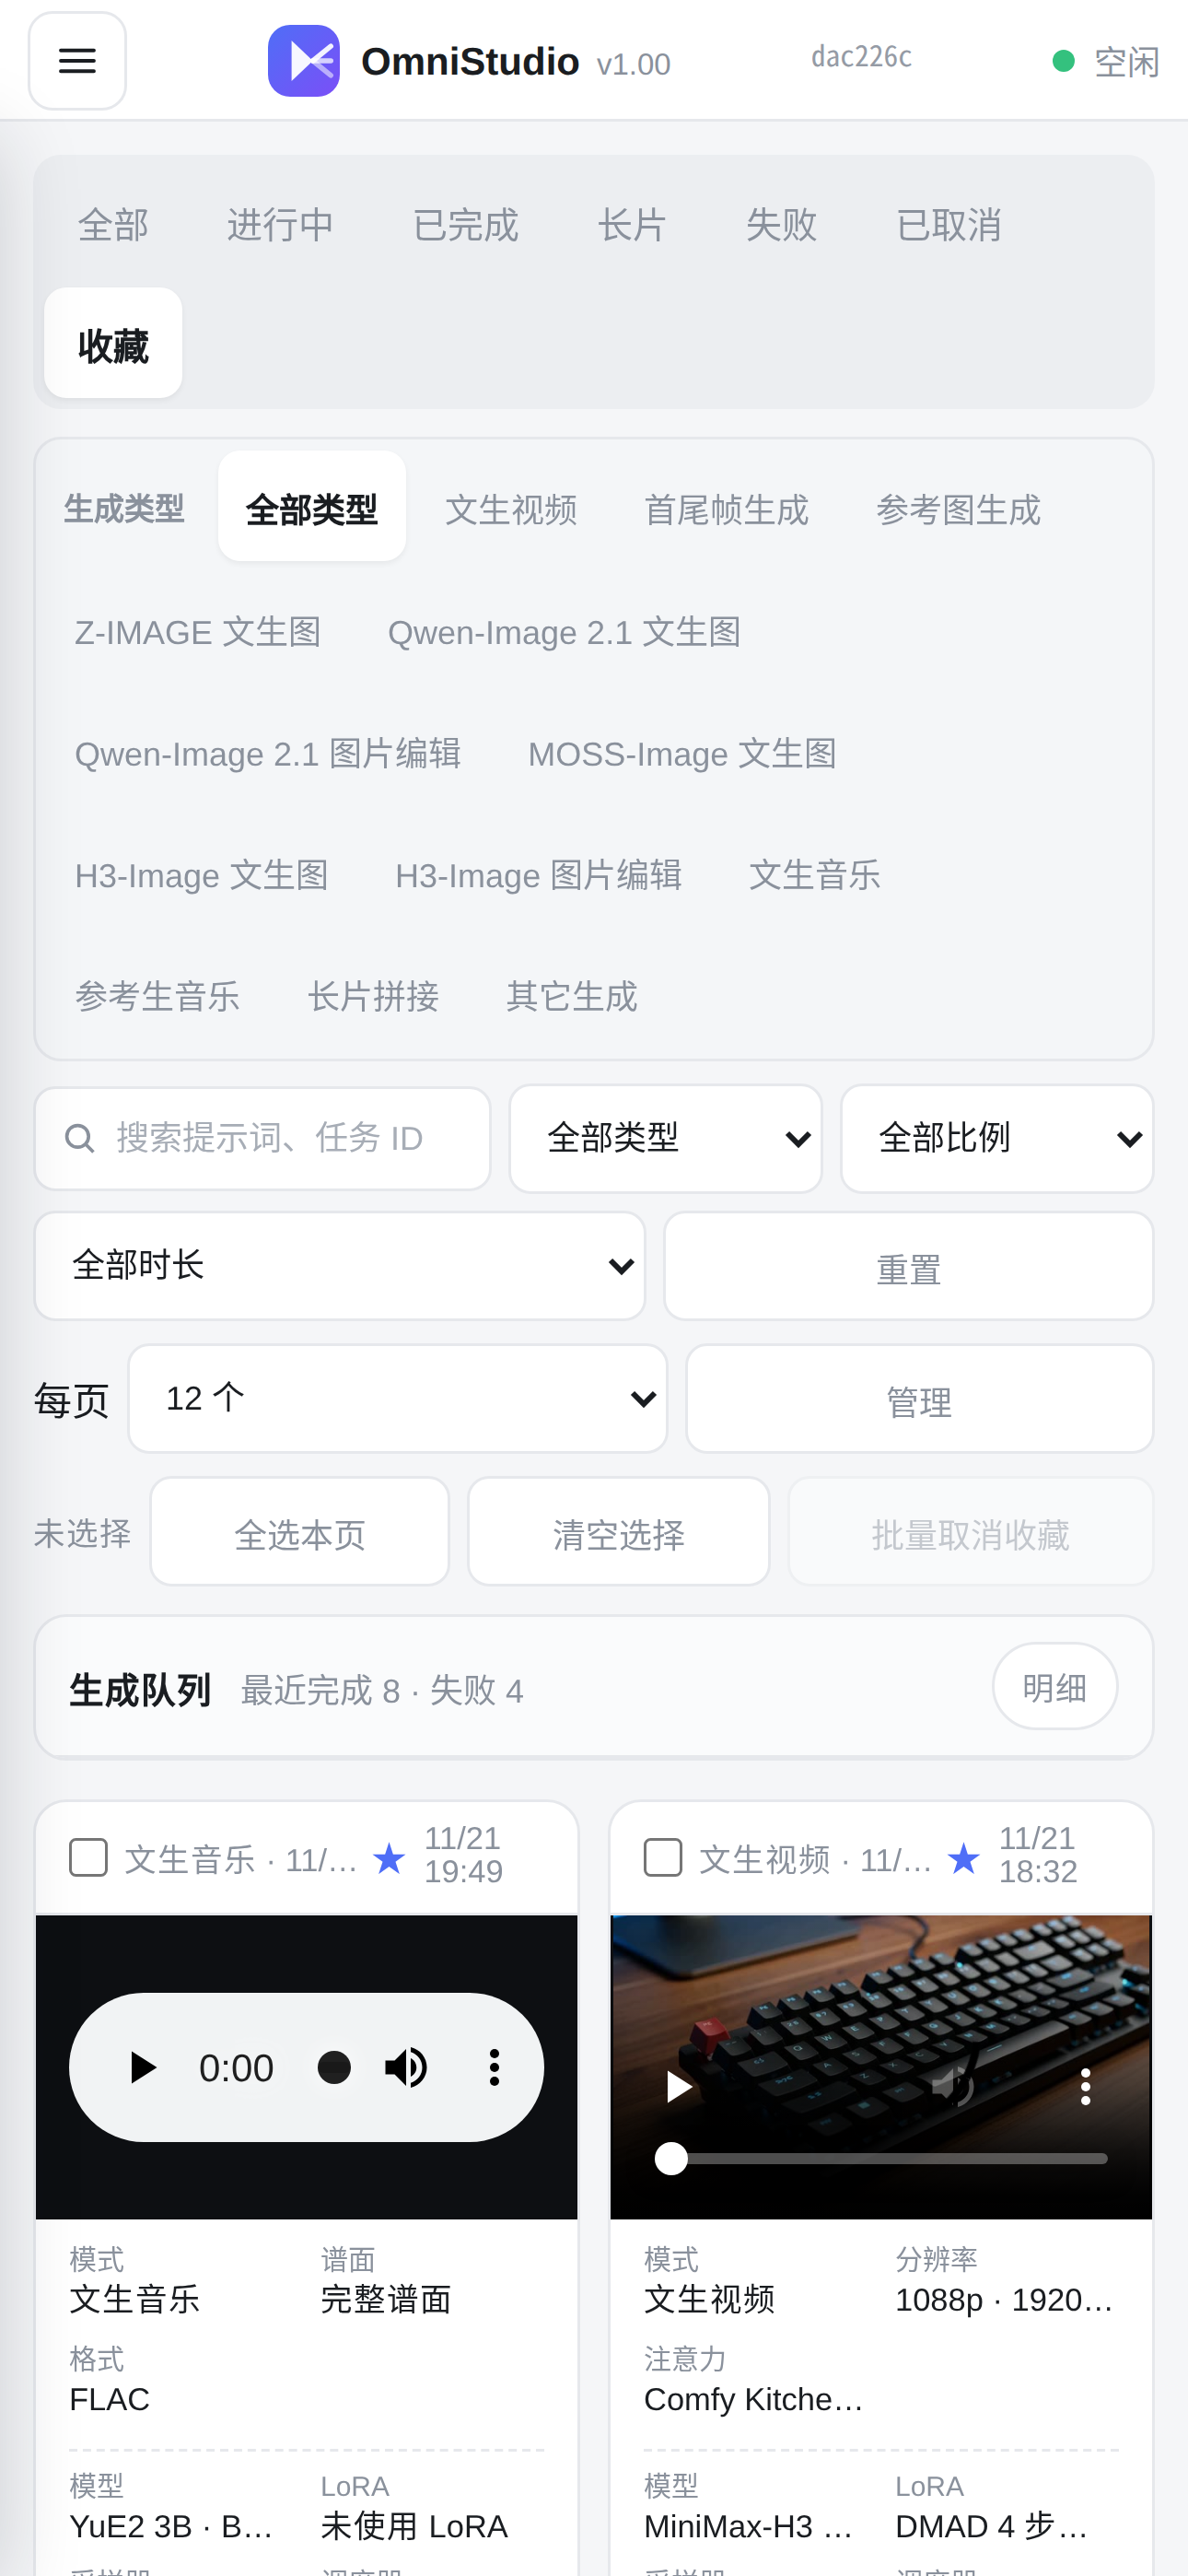 OmniStudio v1.00 dac226c 空闲
全部 进行中 已完成 长片 失败 已取消
收藏
生成类型 全部类型 文生视频 首尾帧生成 参考图生成
Z-IMAGE 文生图 Qwen-Image 2.1 文生图
Qwen-Image 2.1 图片编辑 MOSS-Image 文生图
H3-Image 文生图 H3-Image 图片编辑 文生音乐
参考生音乐 长片拼接 其它生成
搜索提示词、任务 ID 全部类型 全部比例
全部时长 重置
每页 12 个 管理
未选择 全选本页 清空选择 批量取消收藏
生成队列 最近完成 8 · 失败 4 明细
文生音乐 · 11/… ★ 11/21 19:49
0:00
模式 谱面
文生音乐 完整谱面
格式
FLAC
模型 LoRA
YuE2 3B · B… 未使用 LoRA
文生视频 · 11/… ★ 11/21 18:32
模式 分辨率
文生视频 1088p · 1920…
注意力
Comfy Kitche…
模型 LoRA
MiniMax-H3 … DMAD 4 步…